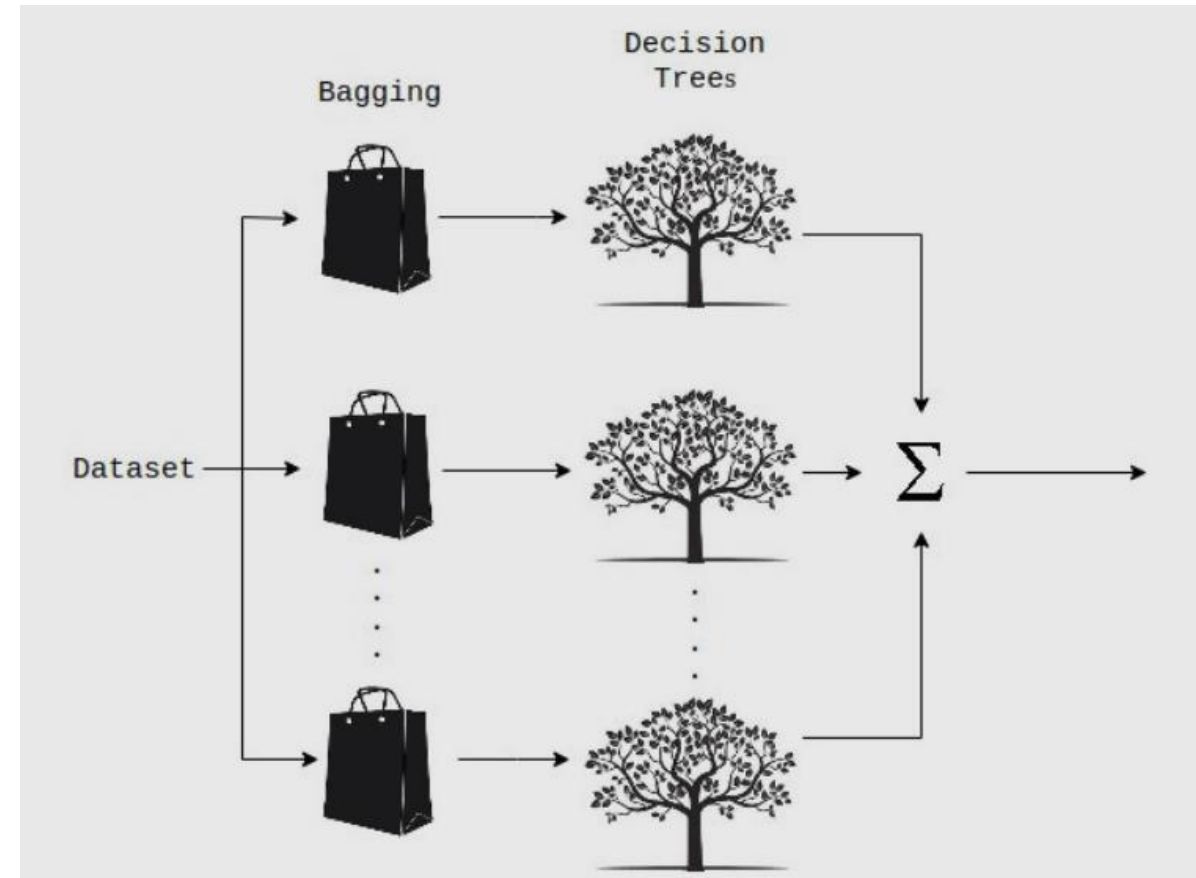 Decision
Trees
Bagging
Dataset
Σ